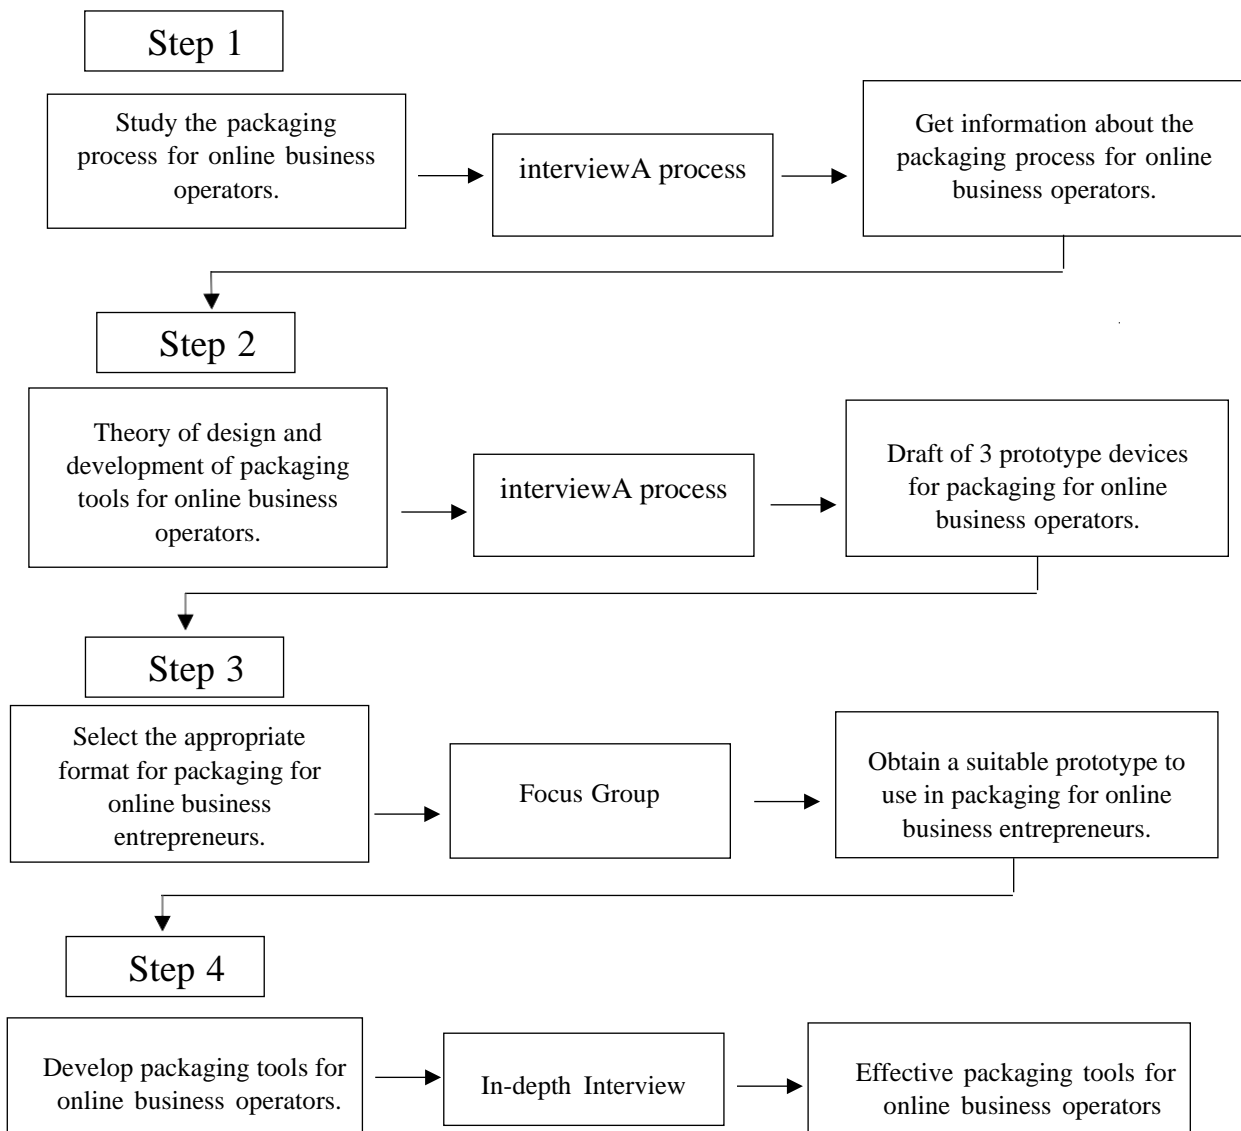 Step 1
Study the packaging
process for online business
operators.
interviewA process
Get information about the
packaging process for online
business operators.
Step 2
Theory of design and
development of packaging
tools for online business
operators.
interviewA process
Draft of 3 prototype devices
for packaging for online
business operators.
Step 3
Select the appropriate
format for packaging for
online business
entrepreneurs.
Focus Group
Obtain a suitable prototype to
use in packaging for online
business entrepreneurs.
Step 4
Develop packaging tools for
online business operators.
In-depth Interview
Effective packaging tools for
online business operators